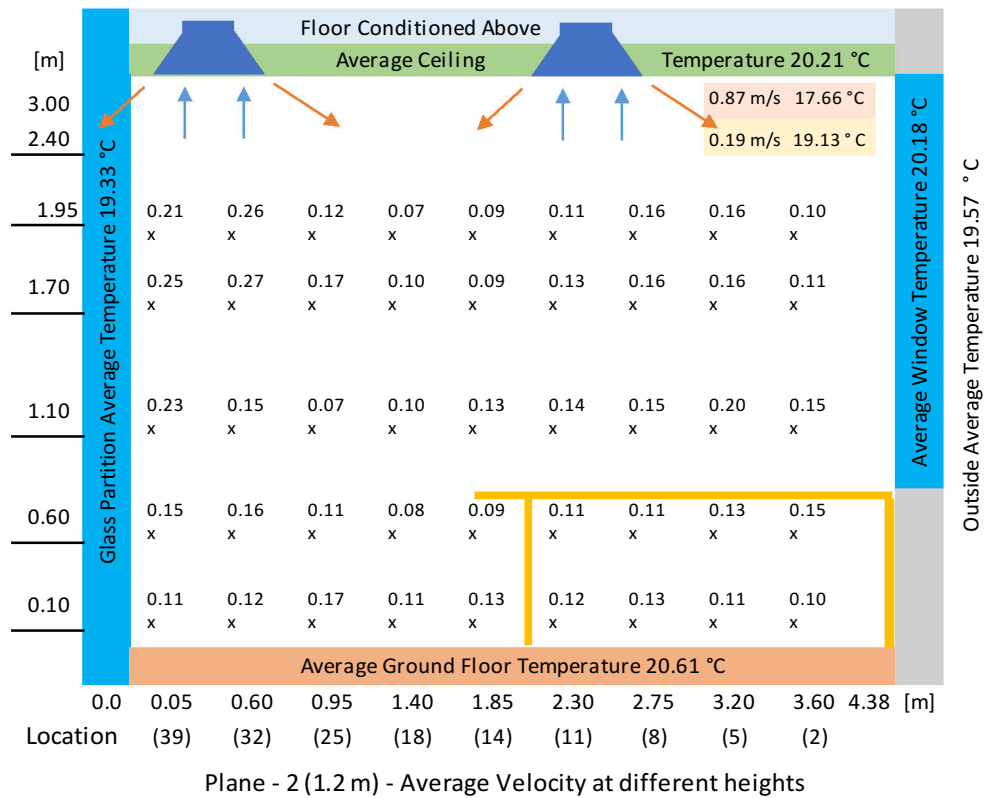 Floor Conditioned Above
[m] Average Ceiling Temperature 20.21 °C
3.00 0.87 m/s 17.66 °C
2.40 0.19 m/s 19.13 ° C
1.95 0.21 0.26 0.12 0.07 0.09 0.11 0.16 0.16 0.10
x x x x x x x x x
1.70 0.25 0.27 0.17 0.10 0.09 0.13 0.16 0.16 0.11
x x x x x x x x x
1.10 0.23 0.15 0.07 0.10 0.13 0.14 0.15 0.20 0.15
x x x x x x x x x
0.60 0.15 0.16 0.11 0.08 0.09 0.11 0.11 0.13 0.15
x x x x x x x x x
0.10 0.11 0.12 0.17 0.11 0.13 0.12 0.13 0.11 0.10
x x x x x x x x x
Glass Partition Average Temperature 19.33 °C
Average Window Temperature 20.18 °C
Outside Average Temperature 19.57 ° C
Average Ground Floor Temperature 20.61 °C
0.0 0.05 0.60 0.95 1.40 1.85 2.30 2.75 3.20 3.60 4.38 [m]
Location (39) (32) (25) (18) (14) (11) (8) (5) (2)
Plane - 2 (1.2 m) - Average Velocity at different heights